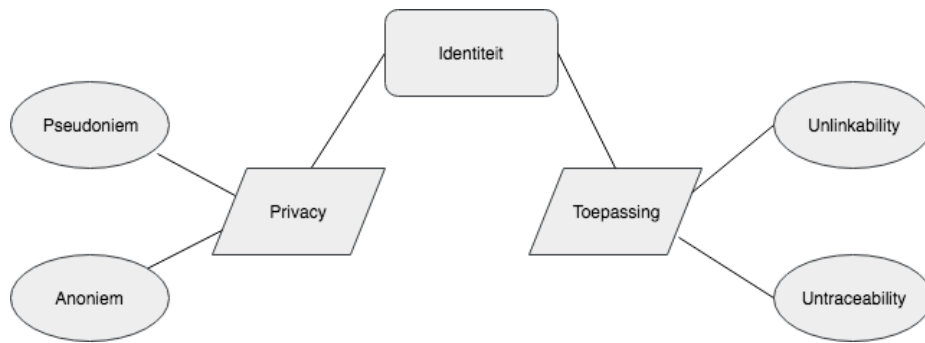 Identiteit
Pseudoniem
Unlinkability
Privacy
Toepassing
Anoniem
Untraceability